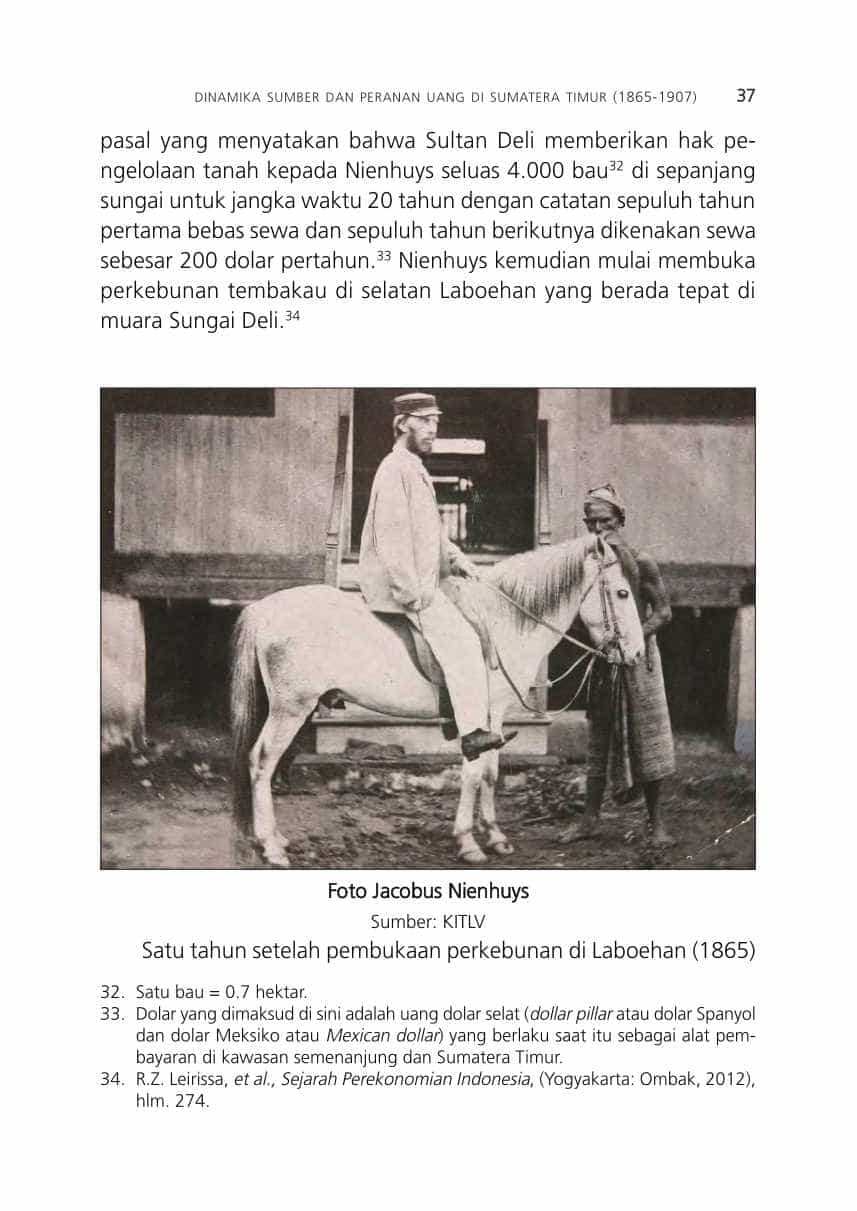 DINAMIKA SUMBER DAN PERANAN UANG DI SUMATERA TIMUR (1865-1907) 37
pasal yang menyatakan bahwa Sultan Deli memberikan hak pe-
ngelolaan tanah kepada Nienhuys seluas 4.000 bau³² di sepanjang
sungai untuk jangka waktu 20 tahun dengan catatan sepuluh tahun
pertama bebas sewa dan sepuluh tahun berikutnya dikenakan sewa
sebesar 200 dolar pertahun.³³ Nienhuys kemudian mulai membuka
perkebunan tembakau di selatan Laboehan yang berada tepat di
muara Sungai Deli.³⁴
Foto Jacobus Nienhuys
Sumber: KITLV
Satu tahun setelah pembukaan perkebunan di Laboehan (1865)
32. Satu bau = 0.7 hektar.
33. Dolar yang dimaksud di sini adalah uang dolar selat (dollar pillar atau dolar Spanyol
dan dolar Meksiko atau Mexican dollar) yang berlaku saat itu sebagai alat pem-
bayaran di kawasan semenanjung dan Sumatera Timur.
34. R.Z. Leirissa, et al., Sejarah Perekonomian Indonesia, (Yogyakarta: Ombak, 2012),
hlm. 274.